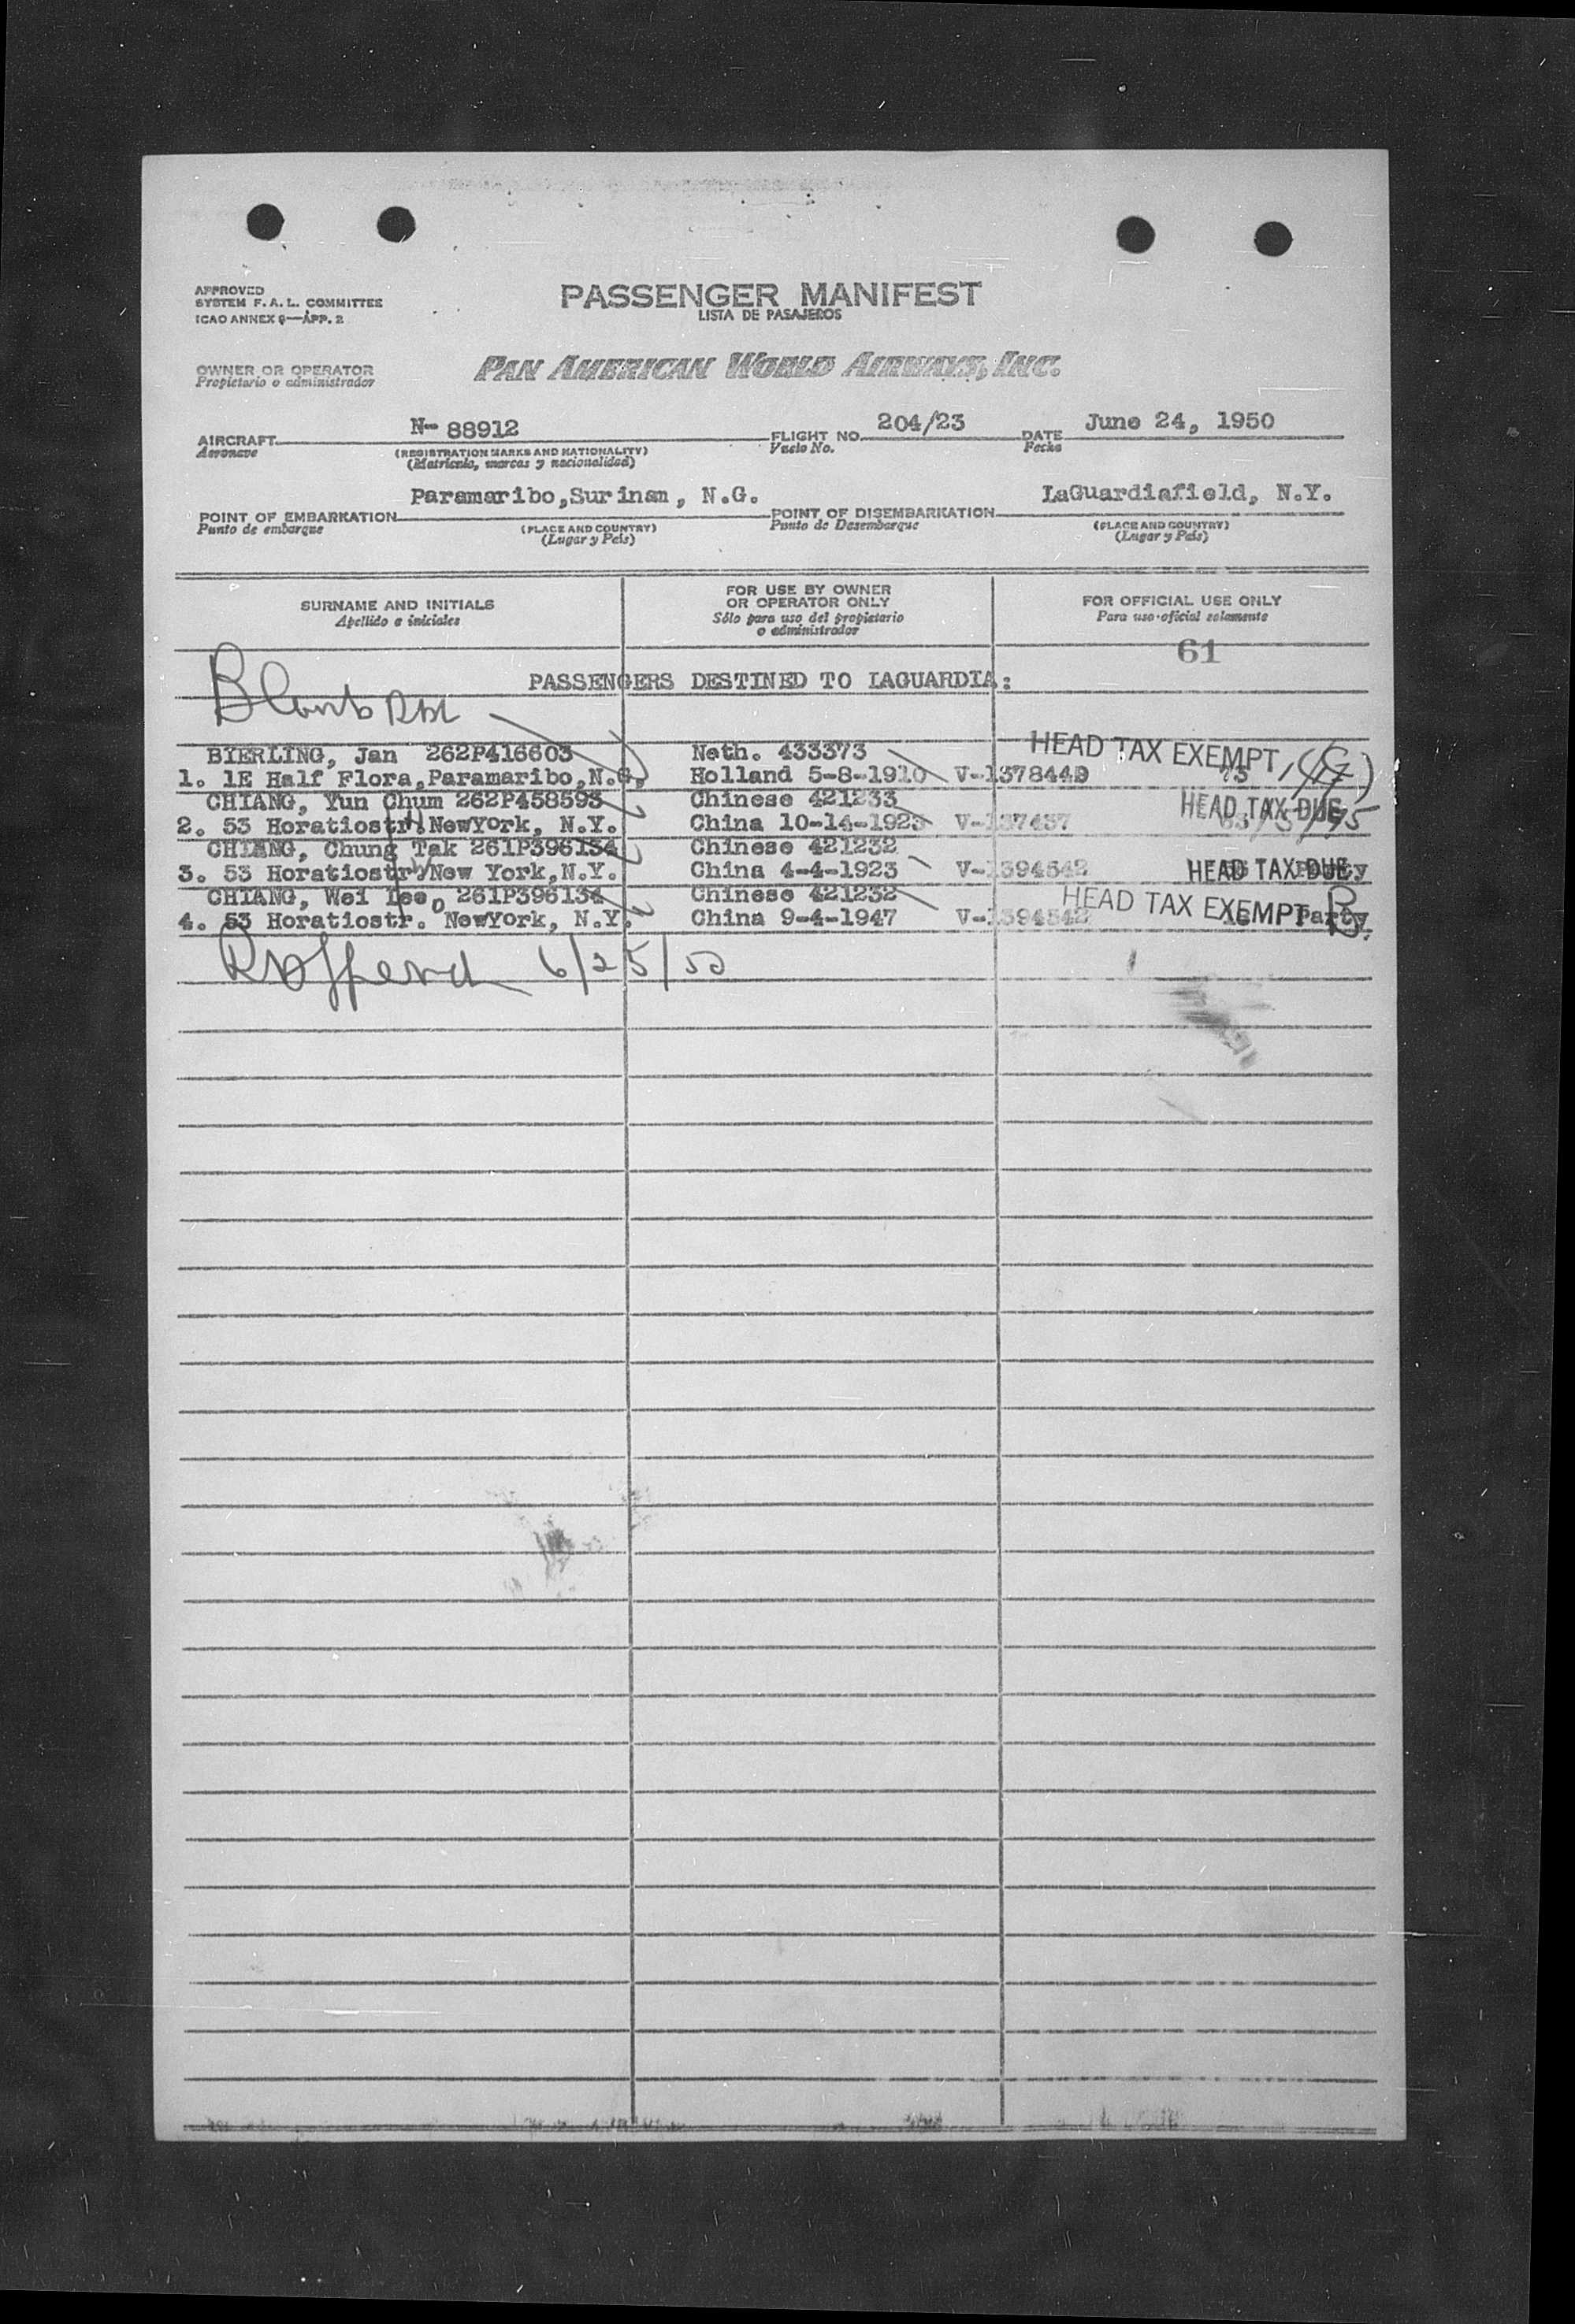 APPROVED
SYSTEM F. A. L. COMMITTEE
ICAO ANNEX 9—APP. 2
PASSENGER MANIFEST
LISTA DE PASAJEROS
OWNER OR OPERATOR
Propietario o administrador
PAN AMERICAN WORLD AIRWAYS, INC.
AIRCRAFT N- 88912 FLIGHT NO. 204/23 DATE June 24, 1950
Aeronave (REGISTRATION MARKS AND NATIONALITY) Vuelo No. Fecha
(Matrícula, marcas y nacionalidad)
POINT OF EMBARKATION Paramaribo,Surinam, N.G. POINT OF DISEMBARKATION LaGuardiafield, N.Y.
Punto de embarque (PLACE AND COUNTRY) Punto de Desembarque (PLACE AND COUNTRY)
(Lugar y País) (Lugar y País)
SURNAME AND INITIALS
Apellido e iniciales
FOR USE BY OWNER
OR OPERATOR ONLY
Sólo para uso del propietario
o administrador
FOR OFFICIAL USE ONLY
Para uso oficial solamente
61
PASSENGERS DESTINED TO LAGUARDIA:
BIERLING, Jan 262P416603 Neth. 433373 HEAD TAX EXEMPT
1. 1E Half Flora,Paramaribo,N.G. Holland 5-8-1910 V-1378449
CHIANG, Yun Chum 262P458593 Chinese 421233 HEAD TAX DUE
2. 53 Horatiostr. NewYork, N.Y. China 10-14-1923 V-137437
CHIANG, Chung Tak 261P396134 Chinese 421232
3. 53 Horatiostr. New York,N.Y. China 4-4-1923 V-1394542 HEAD TAX DUE
CHIANG, Wei Lee, 261P396134 Chinese 421232 HEAD TAX EXEMPT
4. 53 Horatiostr. NewYork, N.Y. China 9-4-1947 V-1394542 Party
6/25/50